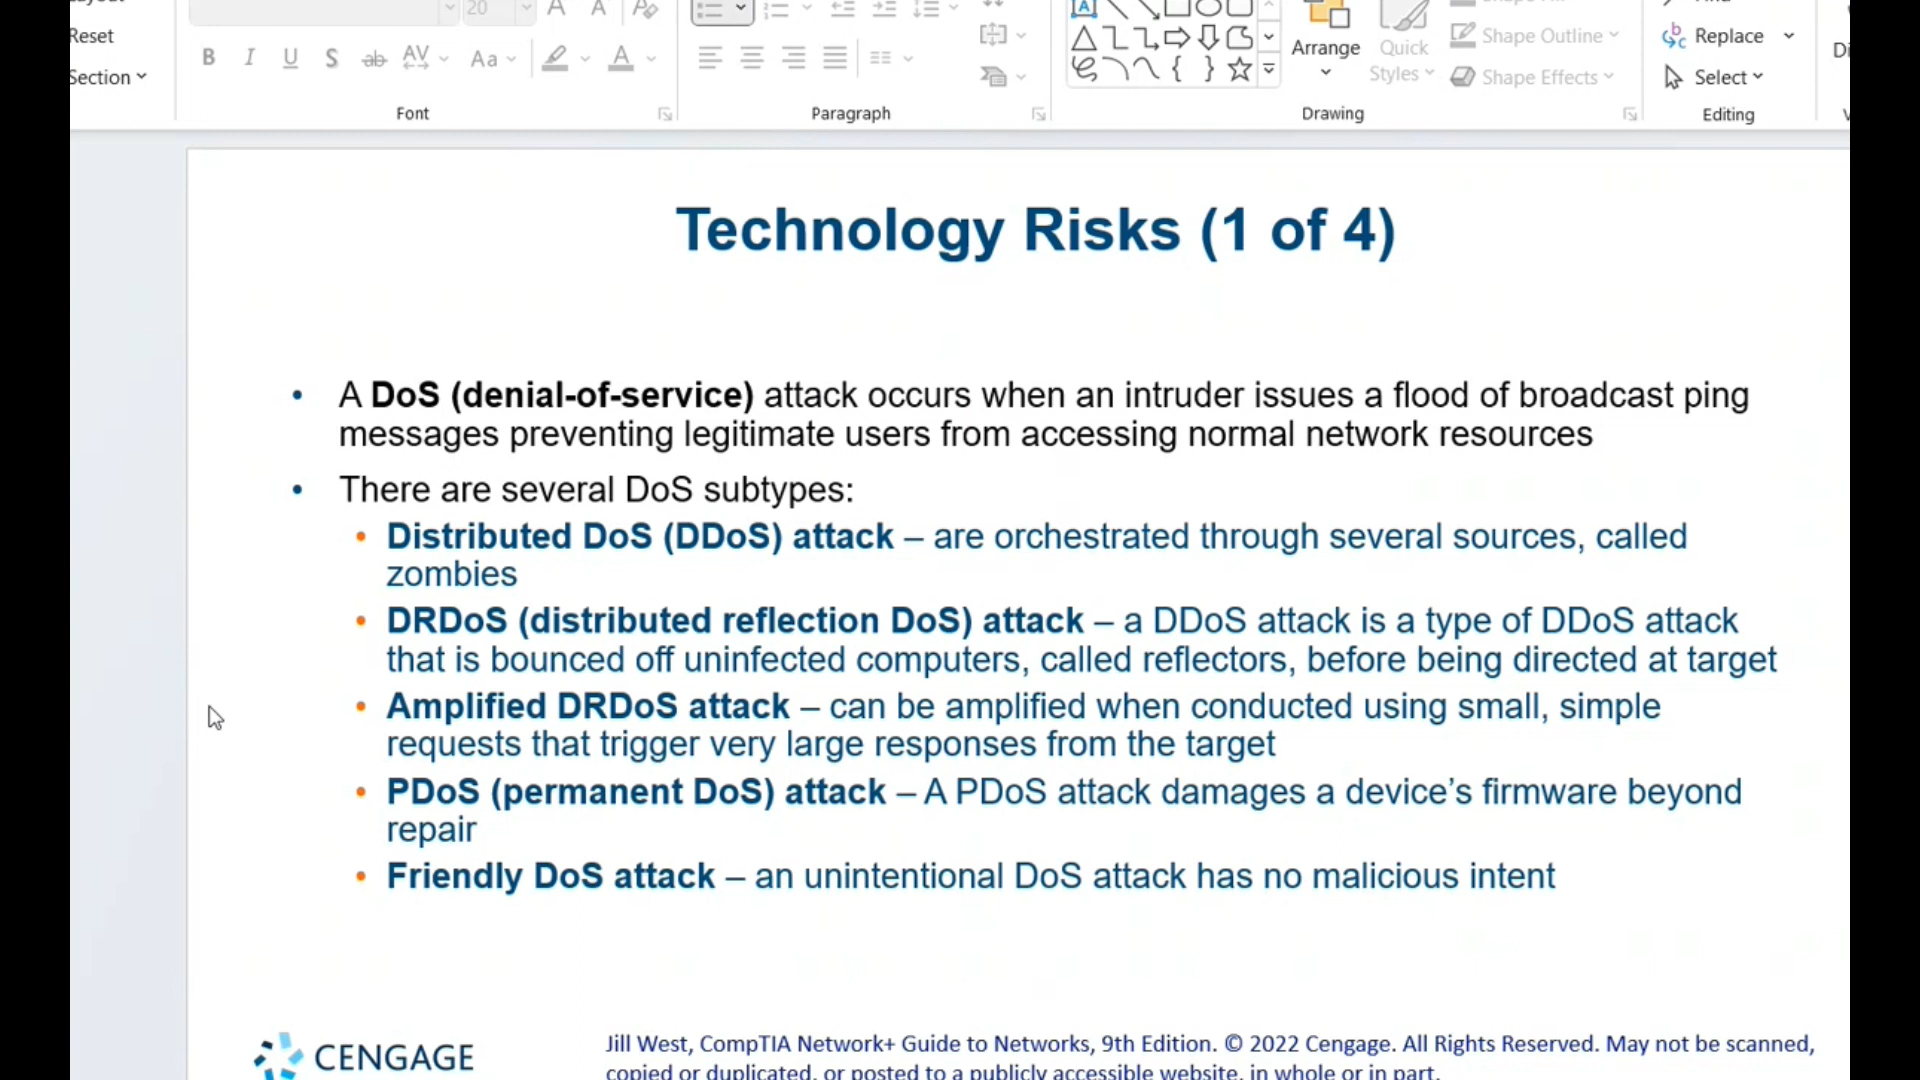 Reset
Replace
Section
Arrange
Quick
Styles
Shape Outline
Shape Effects
Select
20
B I U S ab AV Aa A
Font
Paragraph
Drawing
Editing
Technology Risks (1 of 4)
• A DoS (denial-of-service) attack occurs when an intruder issues a flood of broadcast ping
messages preventing legitimate users from accessing normal network resources
• There are several DoS subtypes:
• Distributed DoS (DDoS) attack – are orchestrated through several sources, called
zombies
• DRDoS (distributed reflection DoS) attack – a DDoS attack is a type of DDoS attack
that is bounced off uninfected computers, called reflectors, before being directed at target
• Amplified DRDoS attack – can be amplified when conducted using small, simple
requests that trigger very large responses from the target
• PDoS (permanent DoS) attack – A PDoS attack damages a device’s firmware beyond
repair
• Friendly DoS attack – an unintentional DoS attack has no malicious intent
CENGAGE
Jill West, CompTIA Network+ Guide to Networks, 9th Edition. © 2022 Cengage. All Rights Reserved. May not be scanned,
copied or duplicated, or posted to a publicly accessible website, in whole or in part.